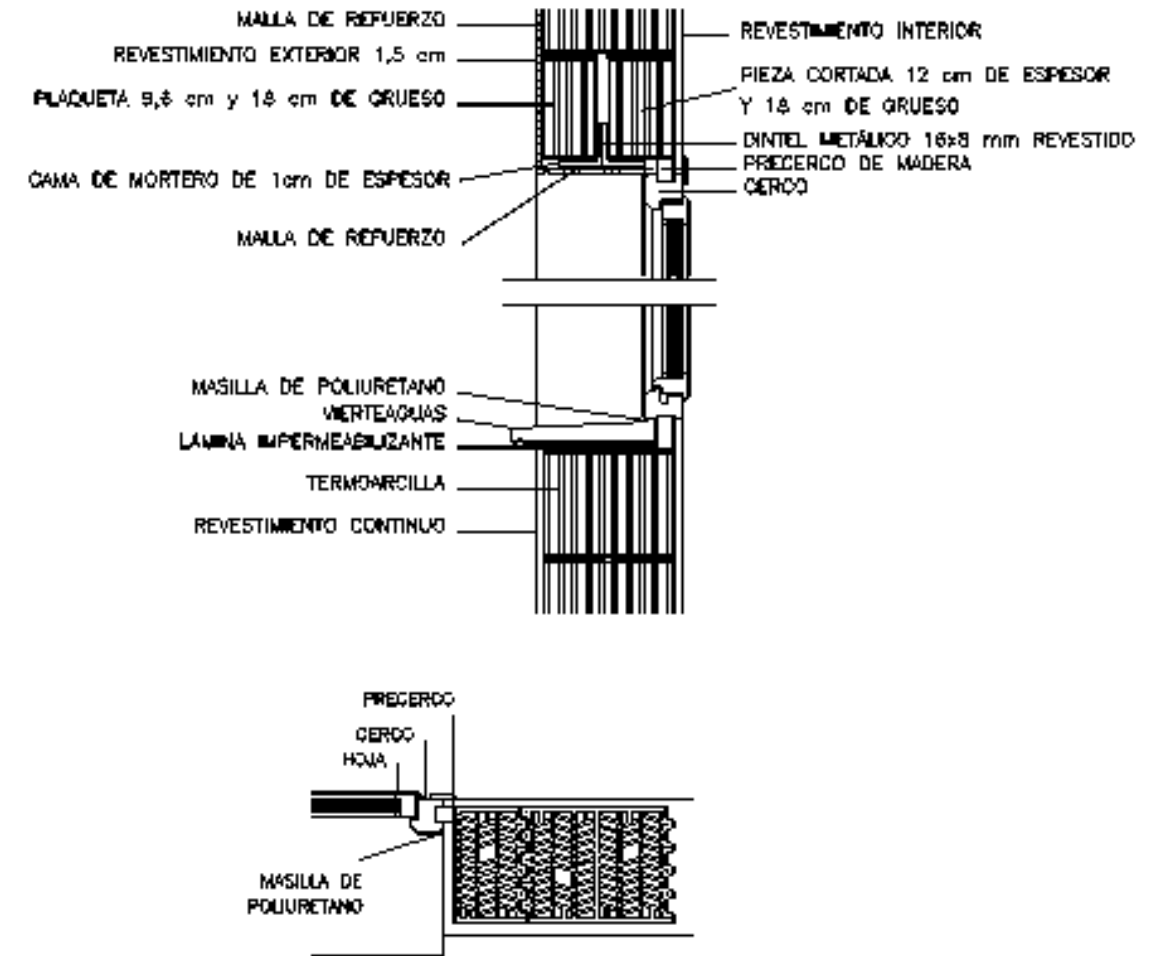 MALLA DE REFUERZO
REVESTIMIENTO EXTERIOR 1,5 cm
PLAQUETA 9,6 cm y 18 cm DE GRUESO
CAMA DE MORTERO DE 1cm DE ESPESOR
MALLA DE REFUERZO
REVESTIMIENTO INTERIOR
PIEZA CORTADA 12 cm DE ESPESOR
Y 18 cm DE GRUESO
DINTEL METÁLICO 16x8 mm REVESTIDO
PRECERCO DE MADERA
CERCO
MASILLA DE POLIURETANO
VIERTEAGUAS
LAMINA IMPERMEABILIZANTE
TERMOARCILLA
REVESTIMIENTO CONTINUO
PRECERCO
CERCO
HOJA
MASILLA DE
POLIURETANO